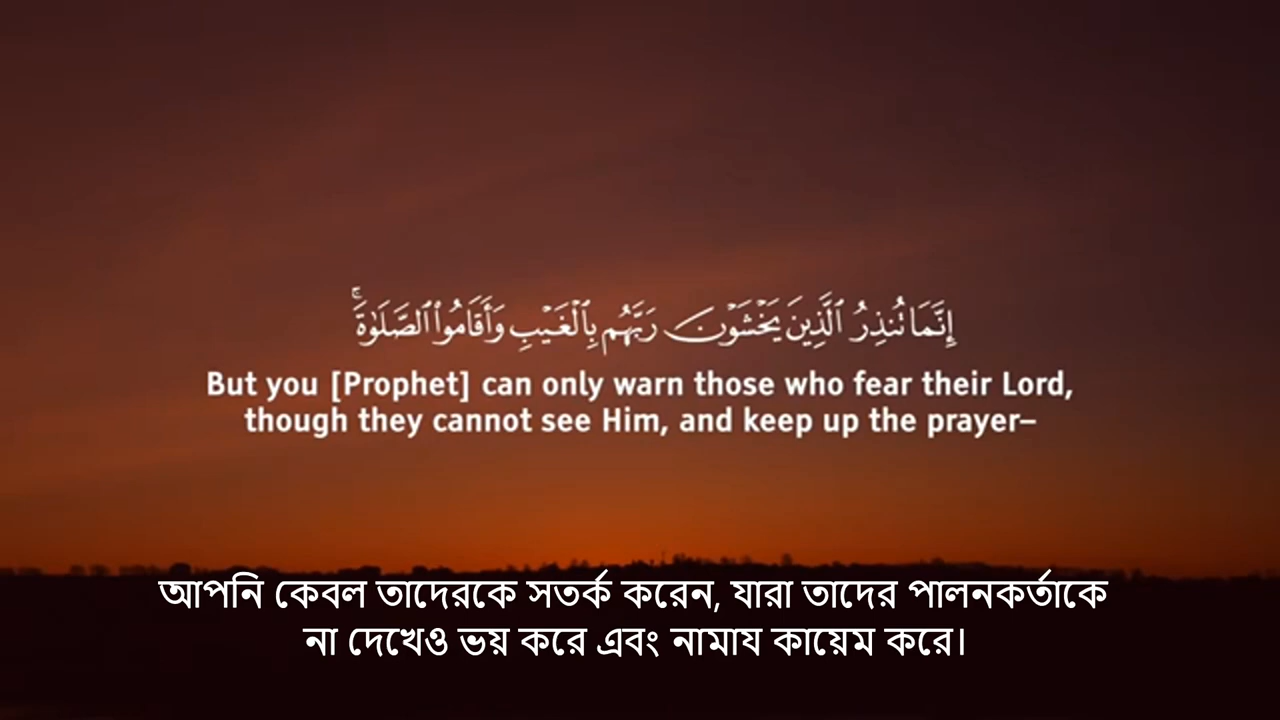 إِنَّمَا تُنذِرُ ٱلَّذِينَ يَخْشَوْنَ رَبَّهُم بِٱلْغَيْبِ وَأَقَامُوا۟ ٱلصَّلَوٰةَ ۚ
But you [Prophet] can only warn those who fear their Lord,
though they cannot see Him, and keep up the prayer–
আপনি কেবল তাদেরকে সতর্ক করেন, যারা তাদের পালনকর্তাকে
না দেখেও ভয় করে এবং নামায কায়েম করে।